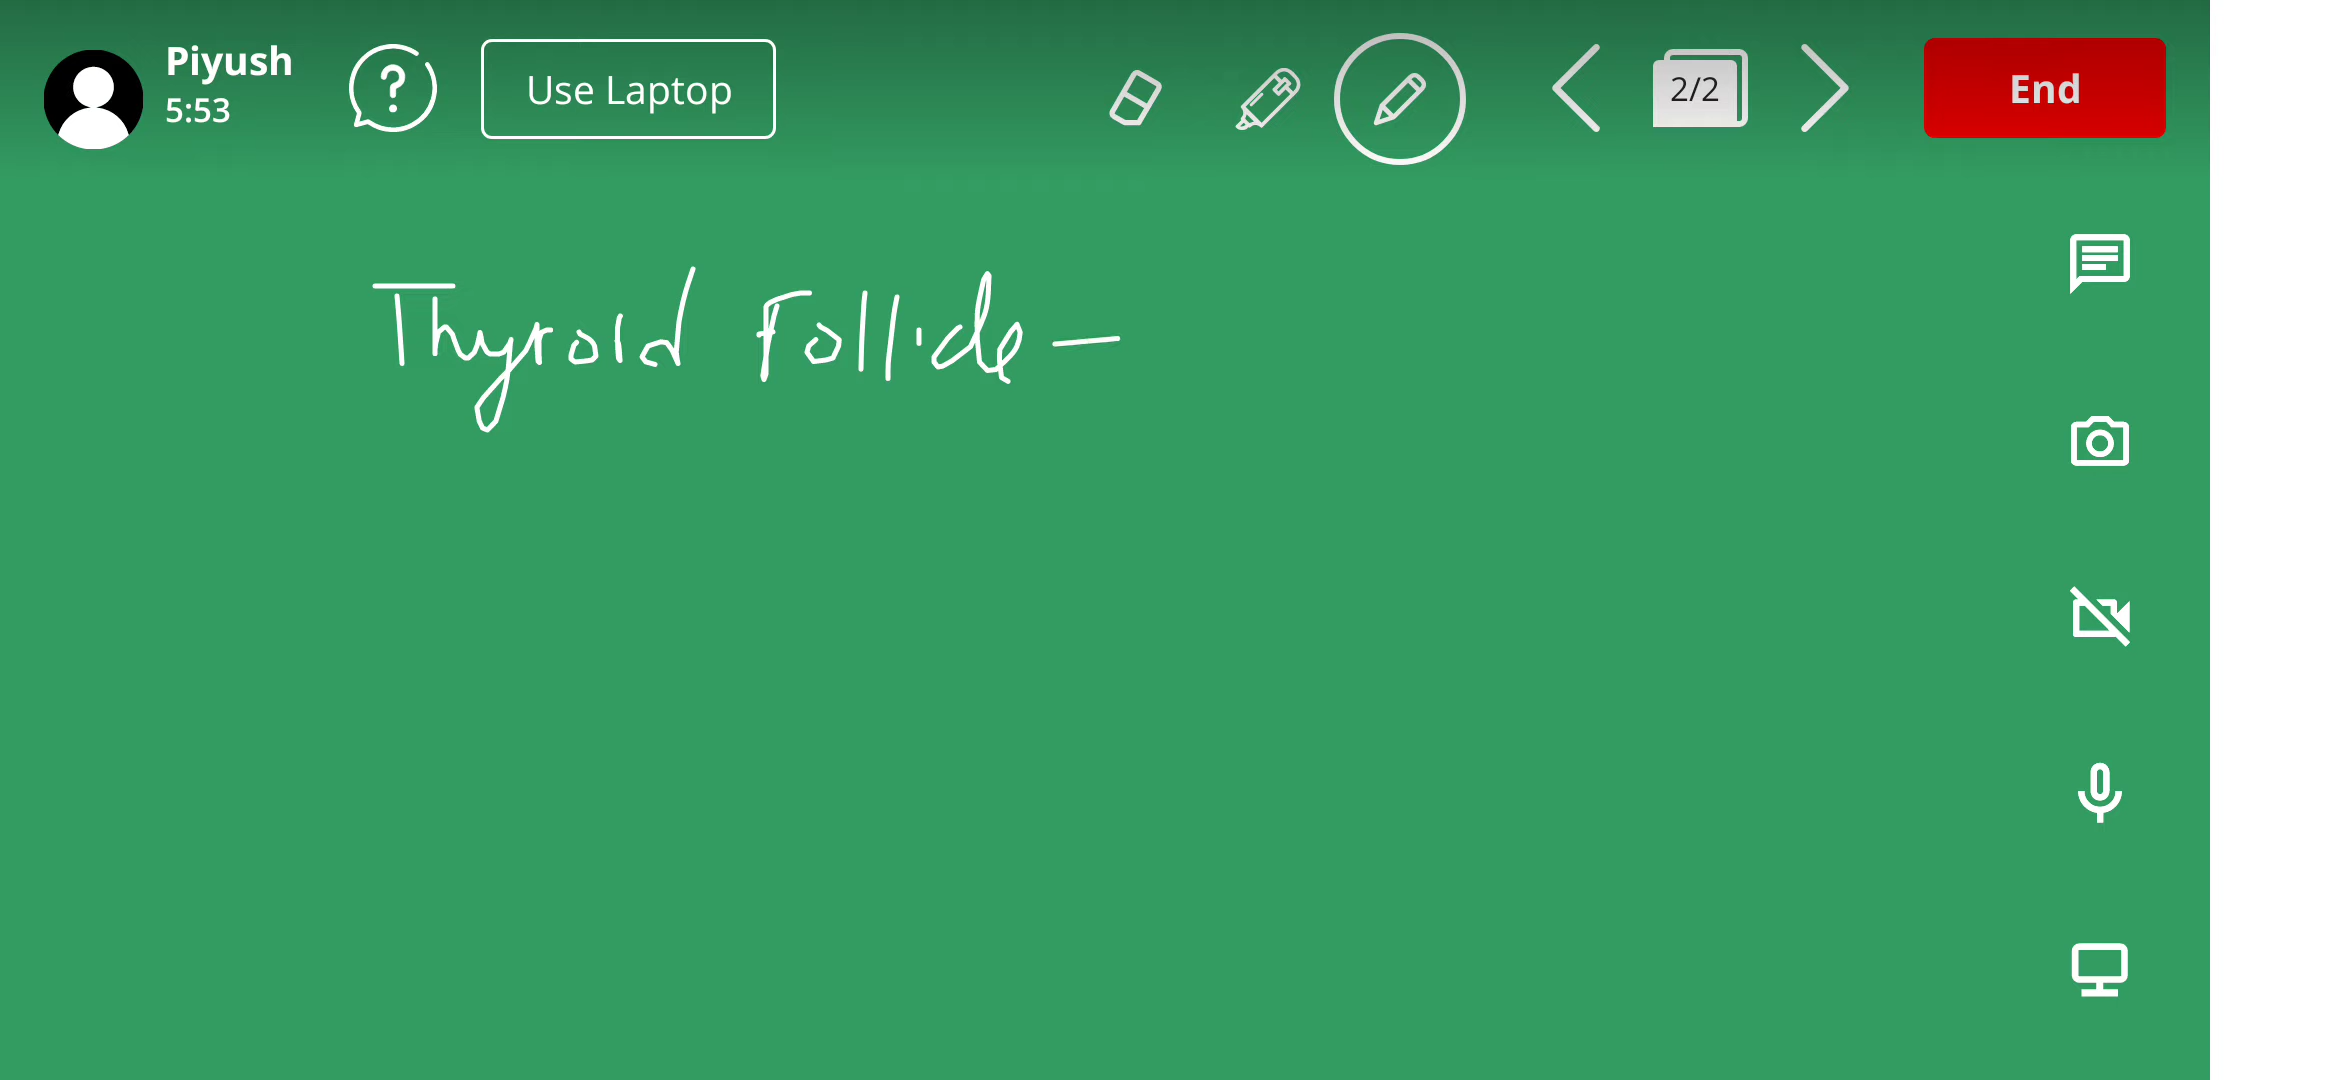 Piyush
5:53
Use Laptop
2/2
End
Thyroid Follicle —